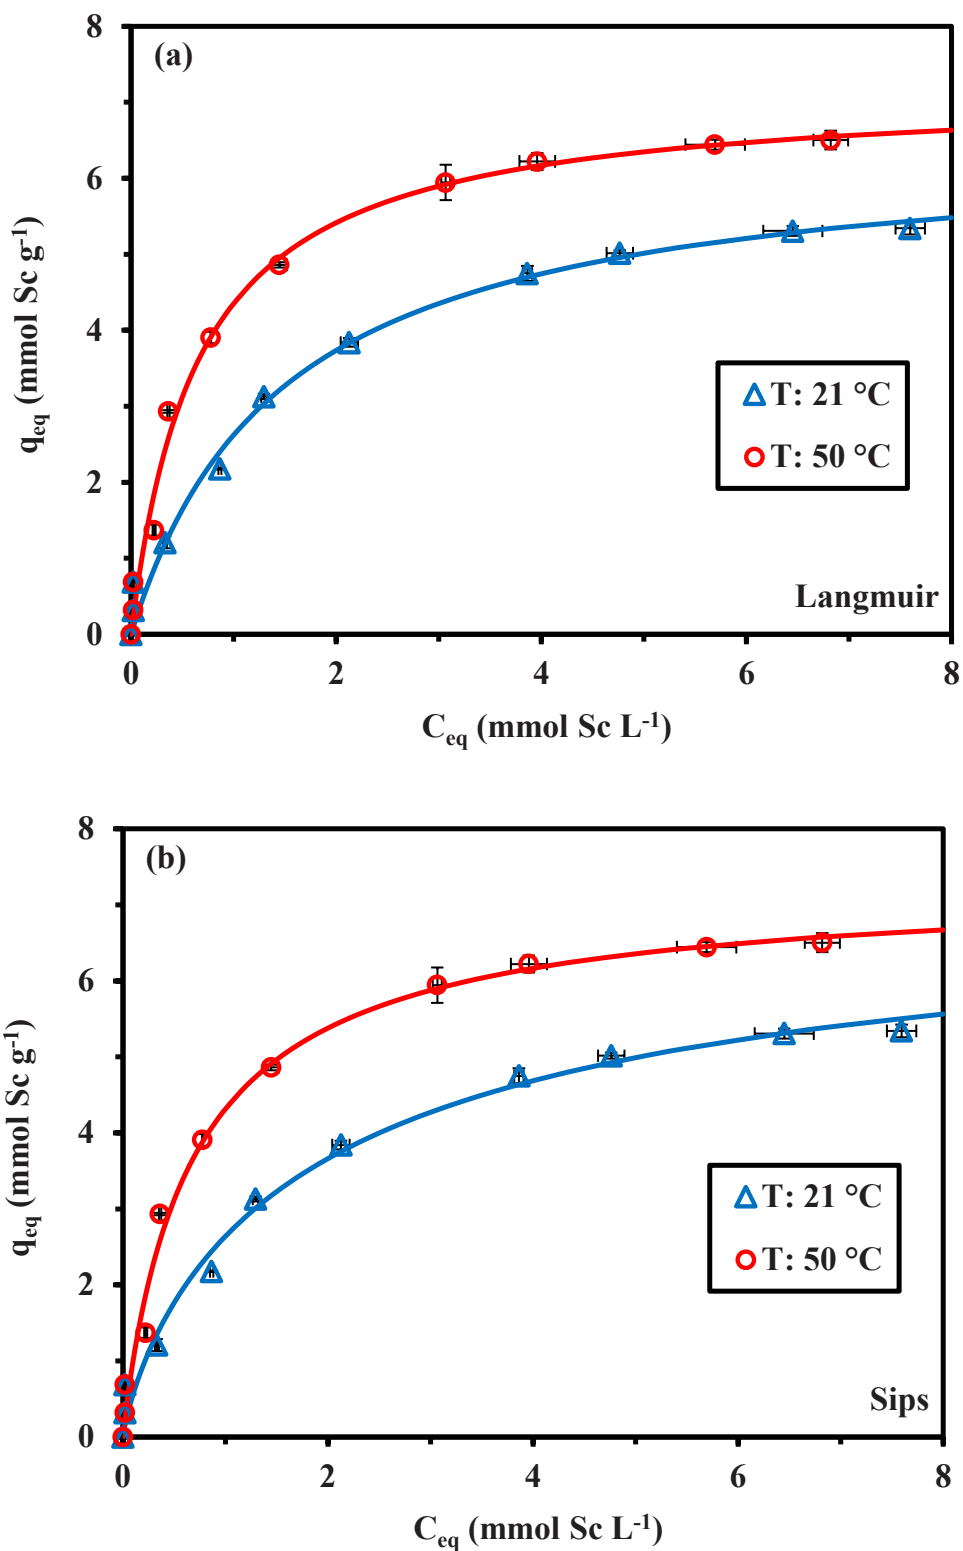 8
(a)
6
q_eq (mmol Sc g⁻¹)
4
T: 21 °C
T: 50 °C
2
Langmuir
0
0 2 4 6 8
C_eq (mmol Sc L⁻¹)
8
(b)
6
q_eq (mmol Sc g⁻¹)
4
T: 21 °C
T: 50 °C
2
Sips
0
0 2 4 6 8
C_eq (mmol Sc L⁻¹)